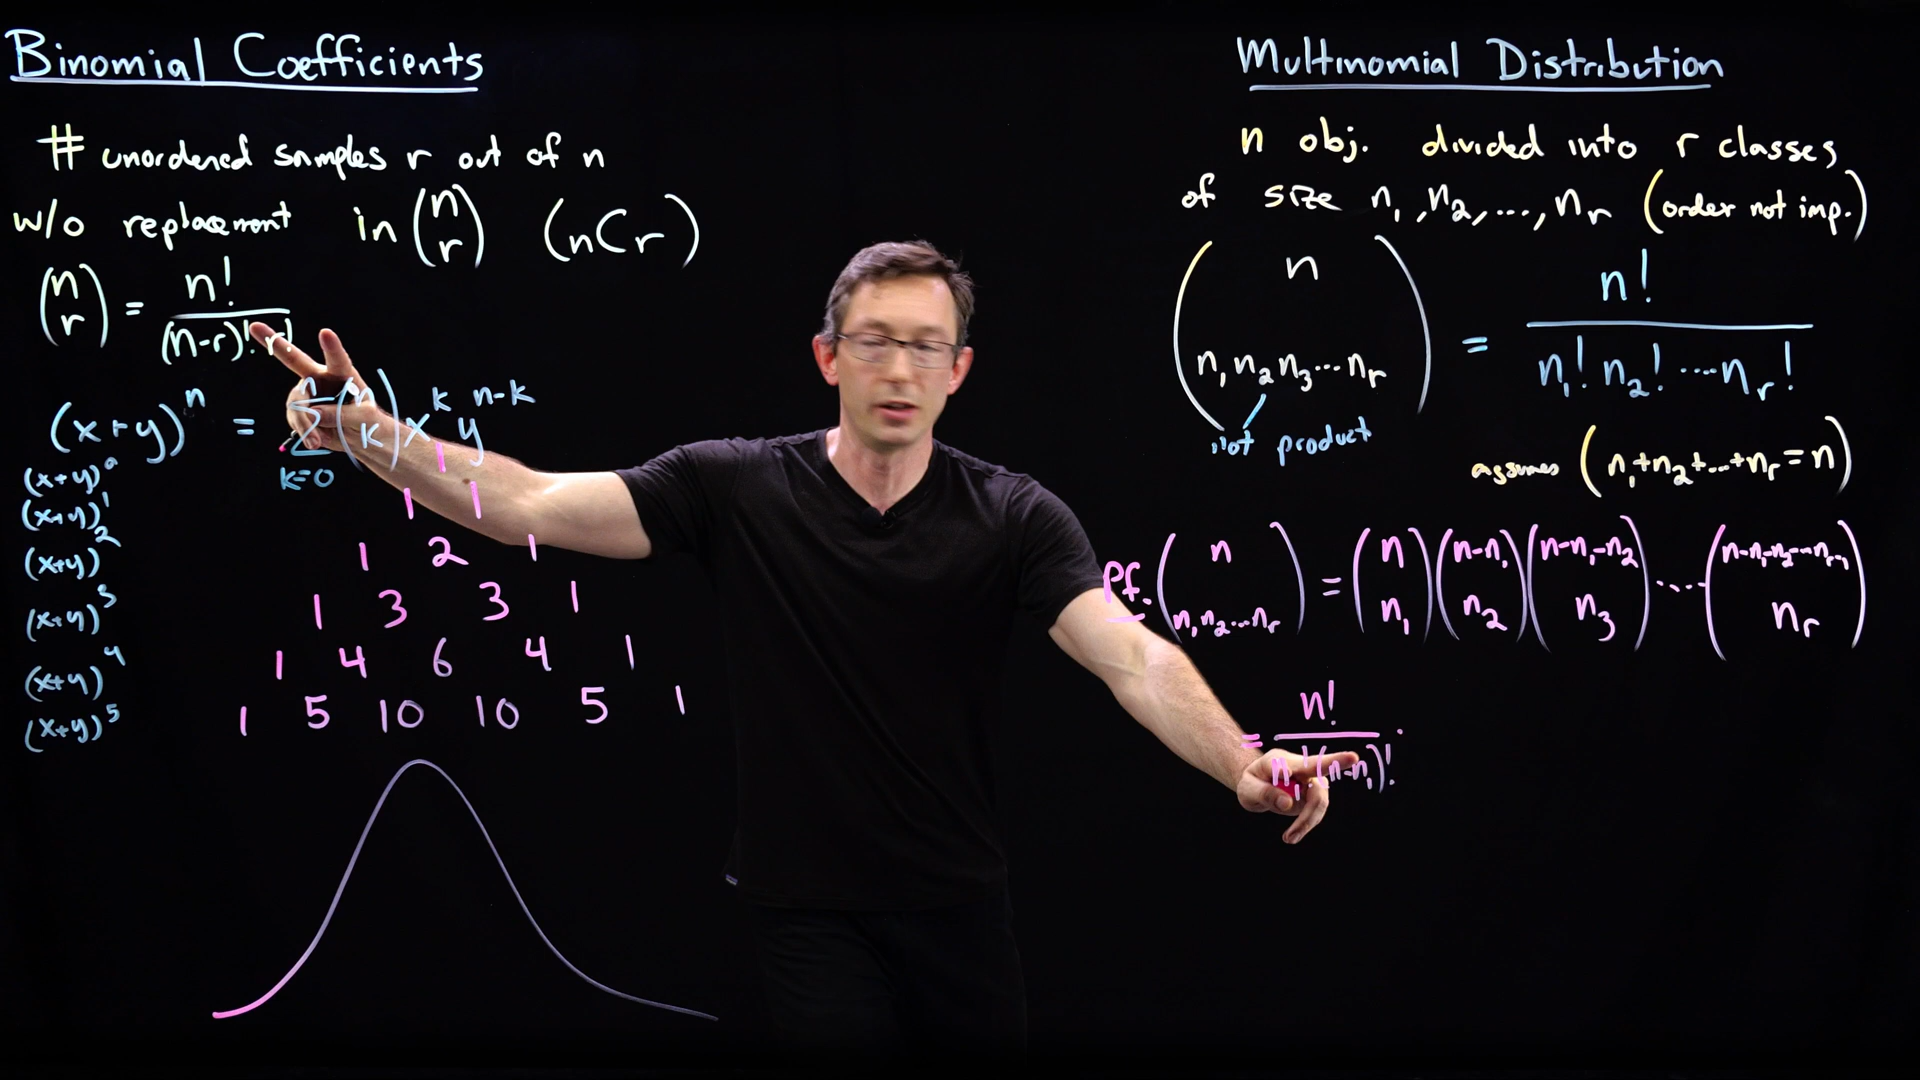 Binomial Coefficients
# unordered samples r out of n
w/o replacement in (n r) (nCr)
(n r) = n! / (n-r)! r!
(x+y)^n = Σ_{k=0}^{n} (n k) x^k y^{n-k}
(x+y)^0 1
(x+y)^1 1 1
(x+y)^2 1 2 1
(x+y)^3 1 3 3 1
(x+y)^4 1 4 6 4 1
(x+y)^5 1 5 10 10 5 1
Multinomial Distribution
n obj. divided into r classes
of size n₁, n₂, ..., nᵣ (order not imp.)
(n / n₁ n₂ n₃ ... nᵣ) = n! / n₁! n₂! ... nᵣ!
not product
assumes (n₁+n₂+...+nᵣ=n)
pf. (n / n₁ n₂ ... nᵣ) = (n / n₁) (n-n₁ / n₂) (n-n₁-n₂ / n₃) ... (n-n₁-n₂-...-nᵣ₋₁ / nᵣ)
= n! / n₁! (n-n₁)! ·